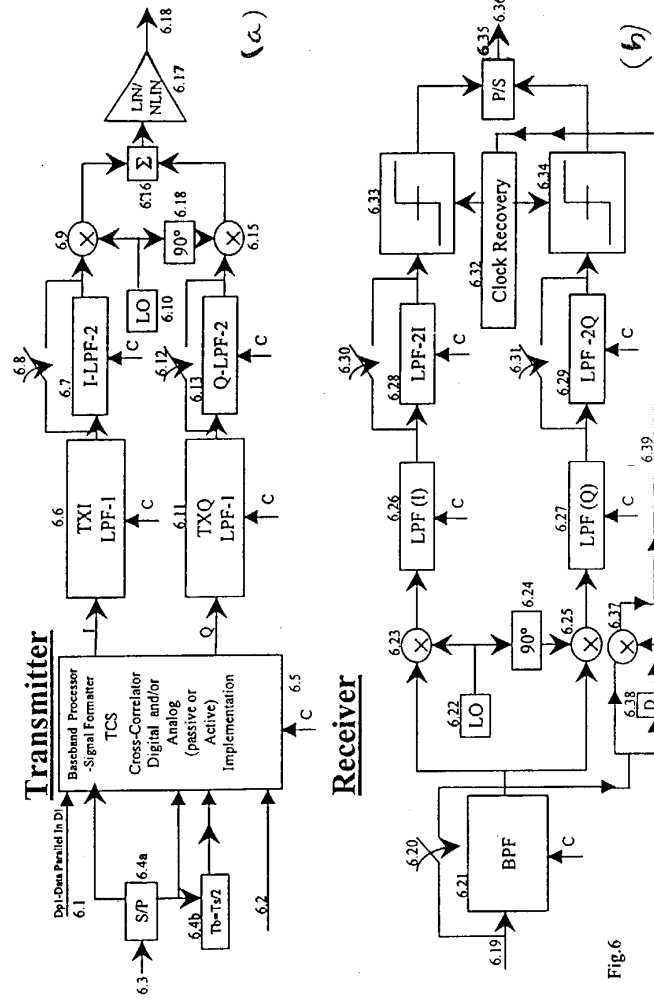 Transmitter
Dp1-Data Parallel In D1
6.1
6.3
S/P
6.4a
6.4b
Tb=Ts/2
6.2
Baseband Processor
-Signal Formatter
TCS
Cross-Correlator
Digital and/or
Analog
(passive or
Active)
Implementation
6.5
C
I
Q
6.6
TXI
LPF-1
C
6.11
TXQ
LPF-1
C
6.8
6.7
I-LPF-2
C
6.12
6.13
Q-LPF-2
C
6.9
LO
6.10
90°
6.18
6.15
Σ
6.16
LIN/
NLIN
6.17
6.18
(a)
Receiver
6.19
6.20
6.21
BPF
C
6.22
LO
6.23
90°
6.24
6.25
6.26
LPF (I)
C
6.27
LPF (Q)
C
6.30
6.28
LPF-2I
C
6.31
6.29
LPF -2Q
C
6.32
Clock Recovery
6.33
6.34
P/S
6.35
6.36
6.37
6.38
D
6.39
Fig.6